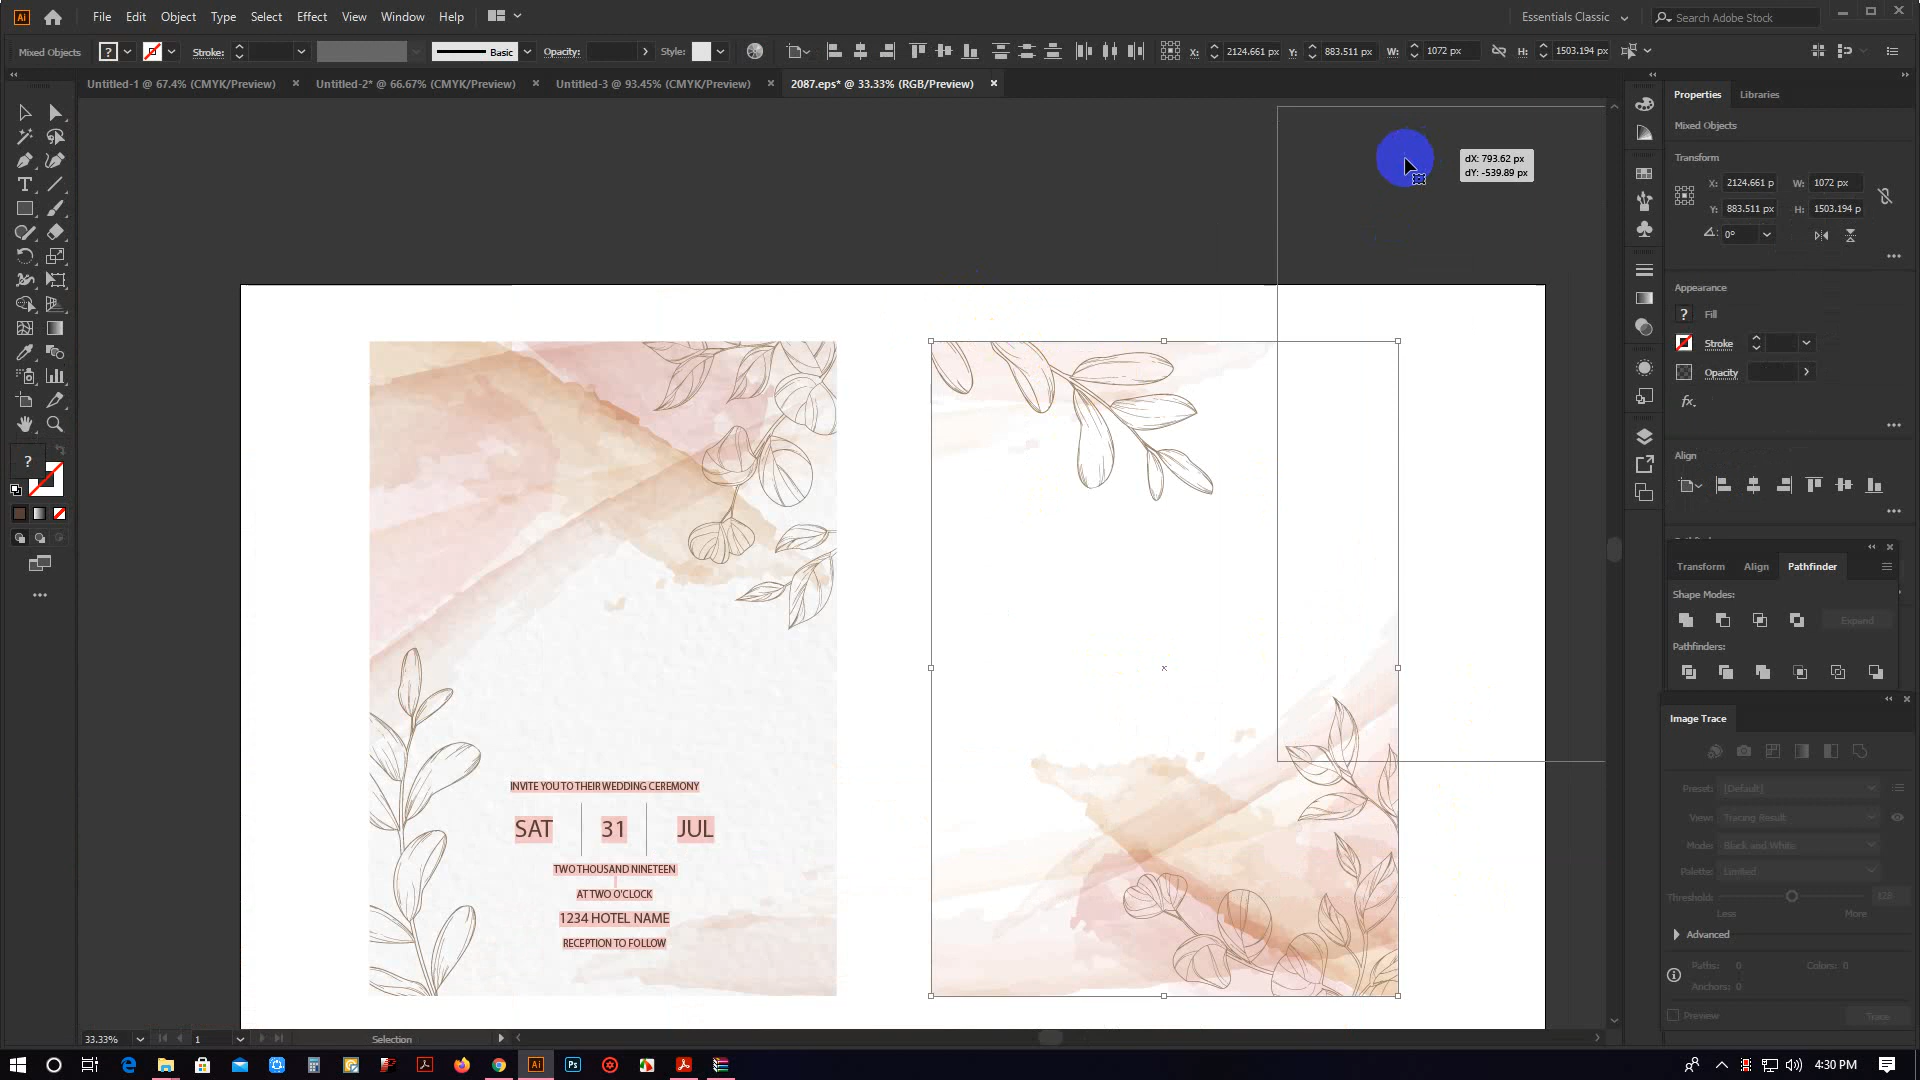 Ai File Edit Object Type Select Effect View Window Help Essentials Classic Search Adobe Stock
Mixed Objects ? Stroke: Basic Opacity: Style: X: 2124.661 px Y: 883.511 px W: 1072 px H: 1503.194 px
Untitled-1 @ 67.4% (CMYK/Preview) × Untitled-2* @ 66.67% (CMYK/Preview) × Untitled-3 @ 93.45% (CMYK/Preview) × 2087.eps* @ 33.33% (RGB/Preview) ×
Properties Libraries
Mixed Objects
dX: 793.62 px
dY: -539.89 px
Transform
X: 2124.661 p W: 1072 px
Y: 883.511 px H: 1503.194 p
0°
Appearance
? Fill
Stroke
Opacity
fx.
Align
?
Transform Align Pathfinder
Shape Modes:
Expand
Pathfinders:
Image Trace
INVITE YOU TO THEIR WEDDING CEREMONY
SAT 31 JUL
TWO THOUSAND NINETEEN
AT TWO O'CLOCK
1234 HOTEL NAME
RECEPTION TO FOLLOW
Preset: [Default]
View: Tracing Result
Mode: Black and White
Palette: Limited
Threshold: 128
Less More
Advanced
Paths: 0 Colors: 0
Anchors: 0
Preview Trace
33.33% 1 Selection
Ai Ps 4:30 PM